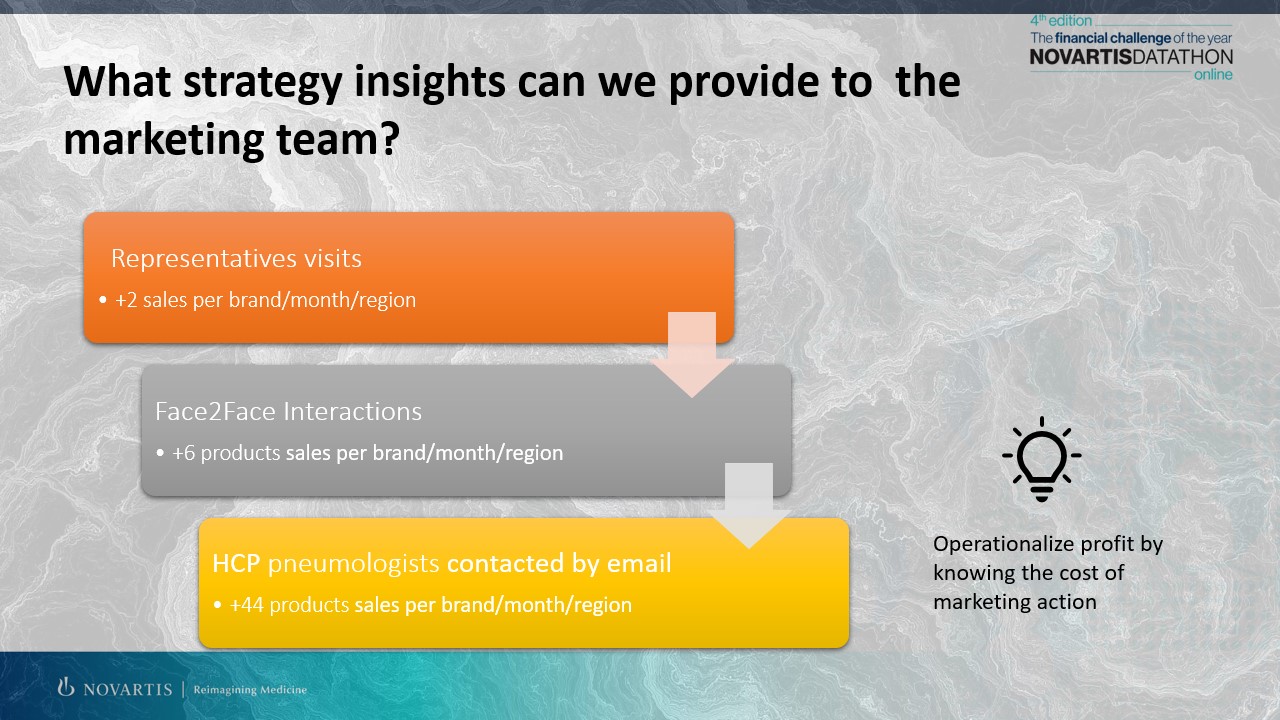 4th edition
The financial challenge of the year
NOVARTISDATATHON
online
What strategy insights can we provide to  the
marketing team?
Representatives visits
• +2 sales per brand/month/region
Face2Face Interactions
• +6 products sales per brand/month/region
HCP pneumologists contacted by email
• +44 products sales per brand/month/region
Operationalize profit by
knowing the cost of
marketing action
NOVARTIS | Reimagining Medicine